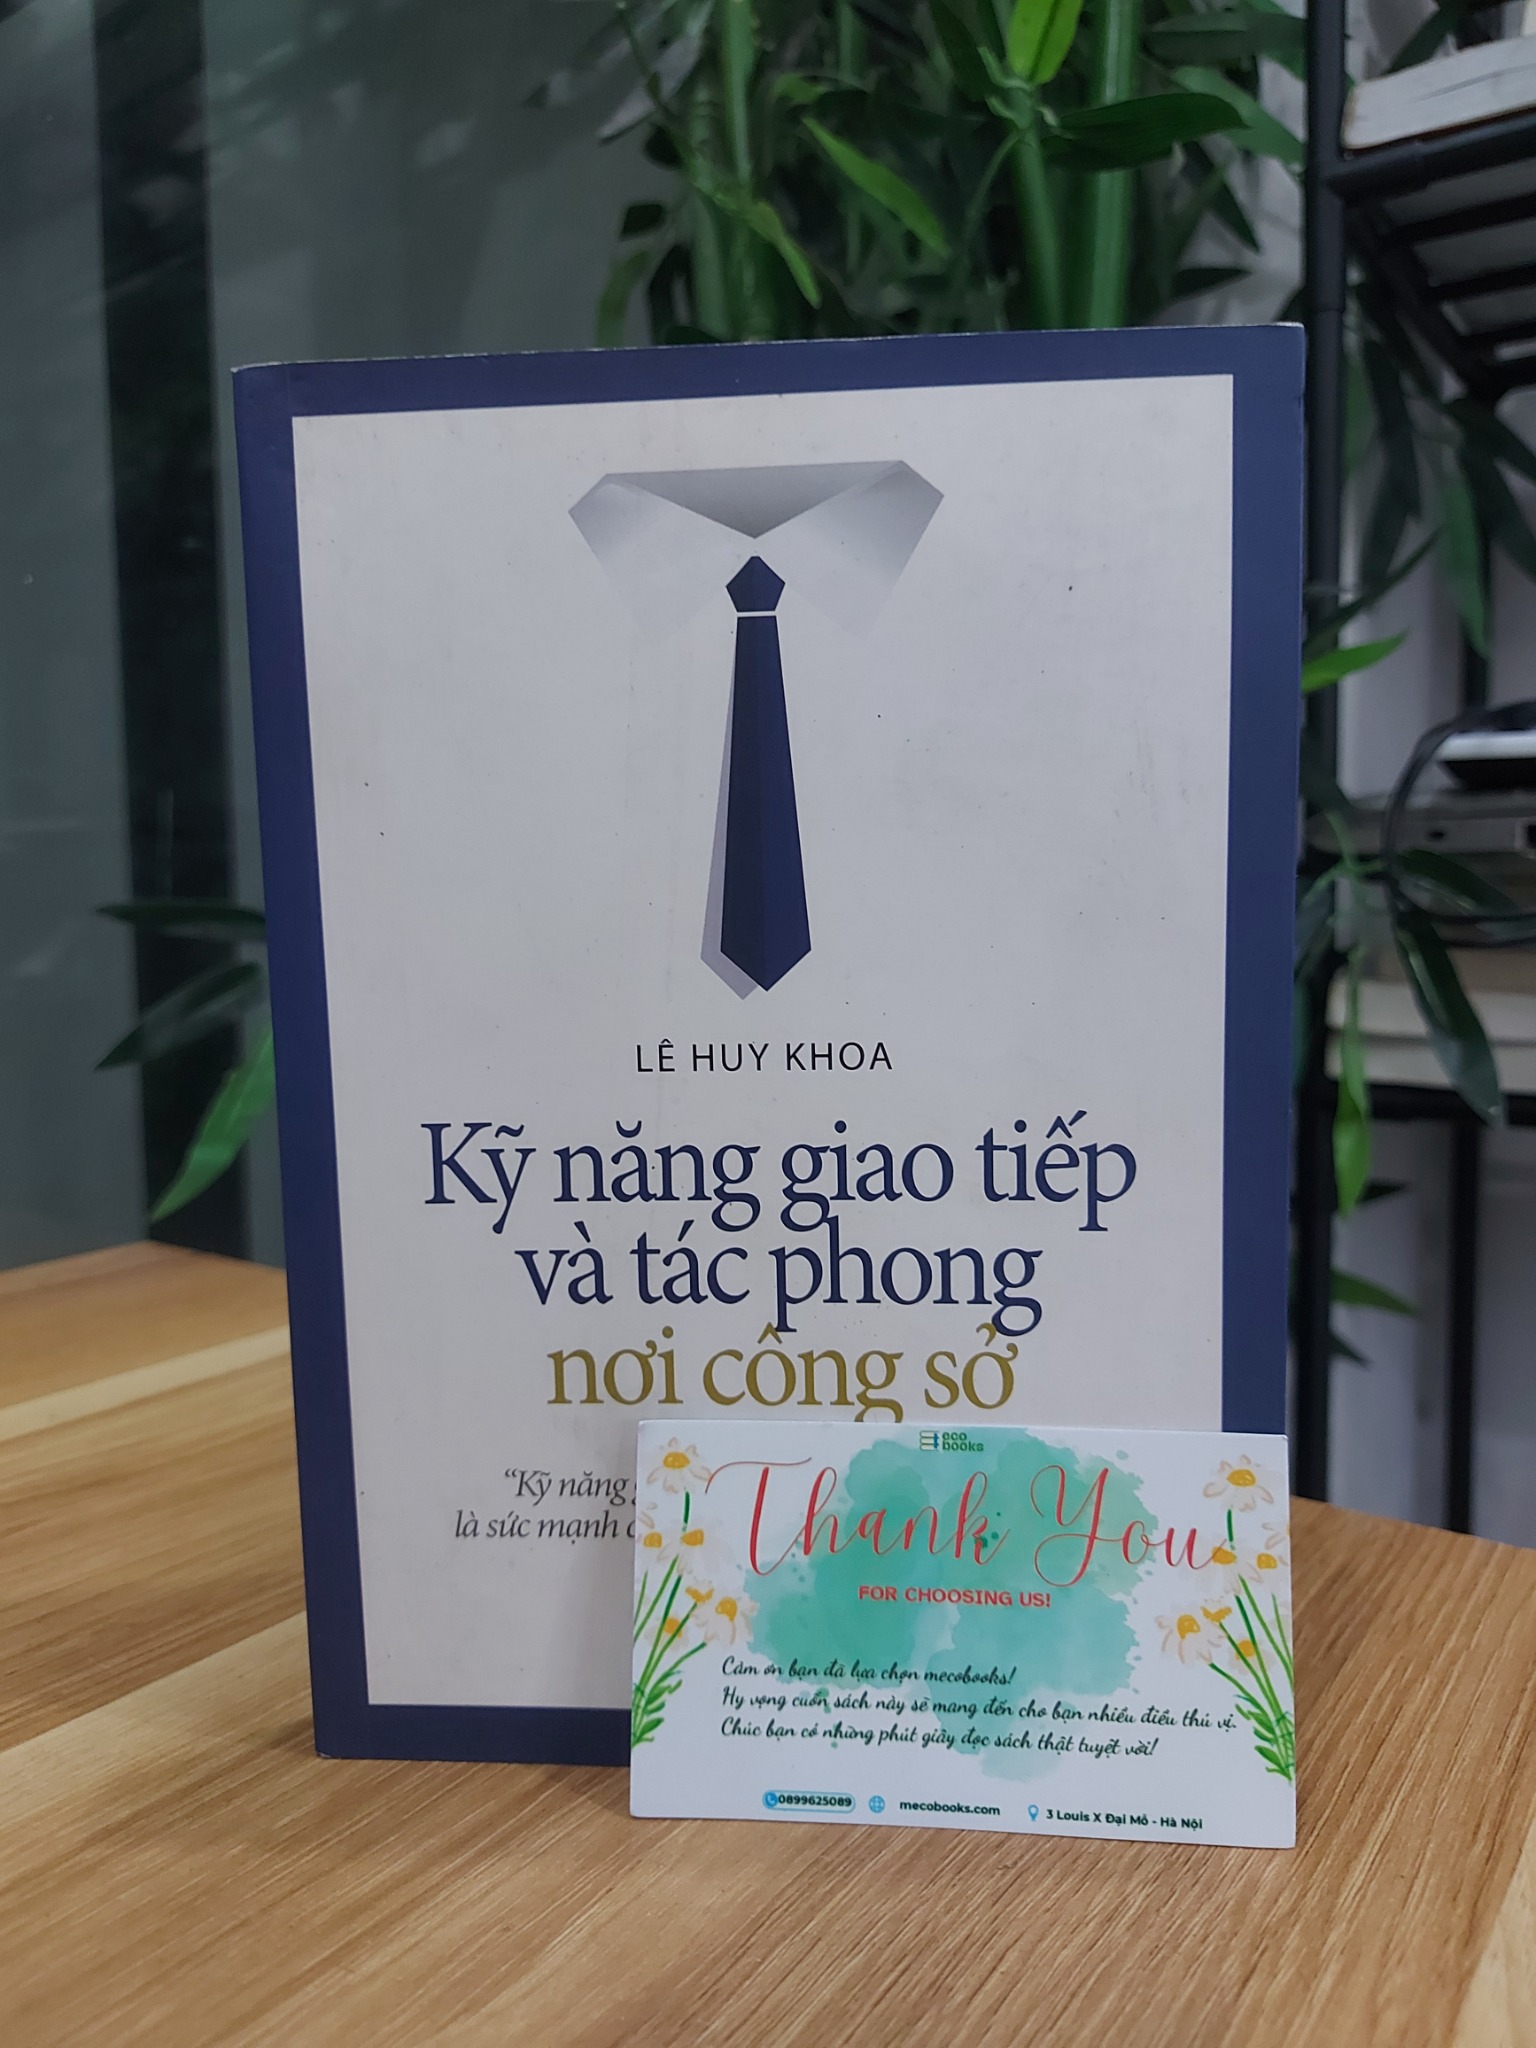 LÊ HUY KHOA
Kỹ năng giao tiếp
và tác phong
nơi công sở
“Kỹ năng
là sức mạnh
eco
books
Thank You
FOR CHOOSING US!
Cảm ơn bạn đã lựa chọn mecobooks!
Hy vọng cuốn sách này sẽ mang đến cho bạn nhiều điều thú vị.
Chúc bạn có những phút giây đọc sách thật tuyệt vời!
0899625089 mecobooks.com 3 Louis X Đại Mỗ - Hà Nội